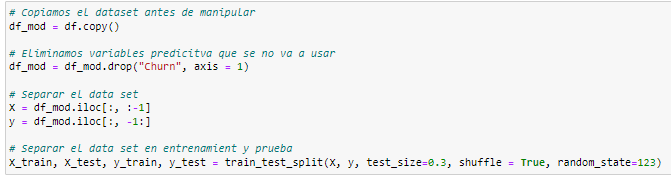 # Copiamos el dataset antes de manipular
df_mod = df.copy()
# Eliminamos variables predicitva que se no va a usar
df_mod = df_mod.drop("Churn", axis = 1)
# Separar el data set
X = df_mod.iloc[:, :-1]
y = df_mod.iloc[:, -1:]
# Separar el data set en entrenamient y prueba
X_train, X_test, y_train, y_test = train_test_split(X, y, test_size=0.3, shuffle = True, random_state=123)